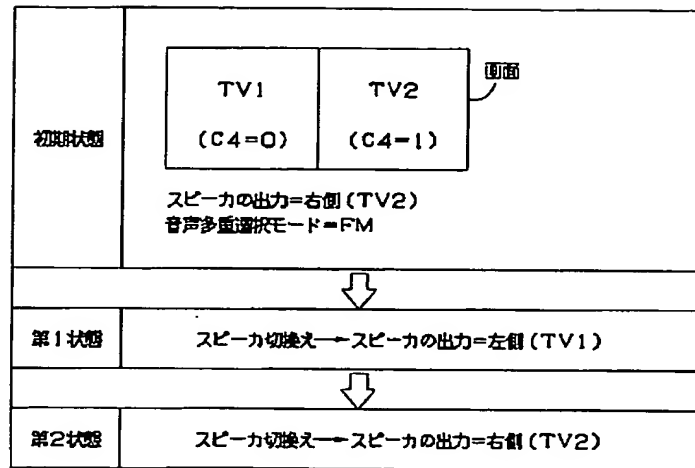 初期状態
TV1 TV2
(C4=0) (C4=1)
画面
スピーカの出力=右側(TV2)
音声多重選択モード=FM
第1状態 スピーカ切換え→スピーカの出力=左側(TV1)
第2状態 スピーカ切換え→スピーカの出力=右側(TV2)